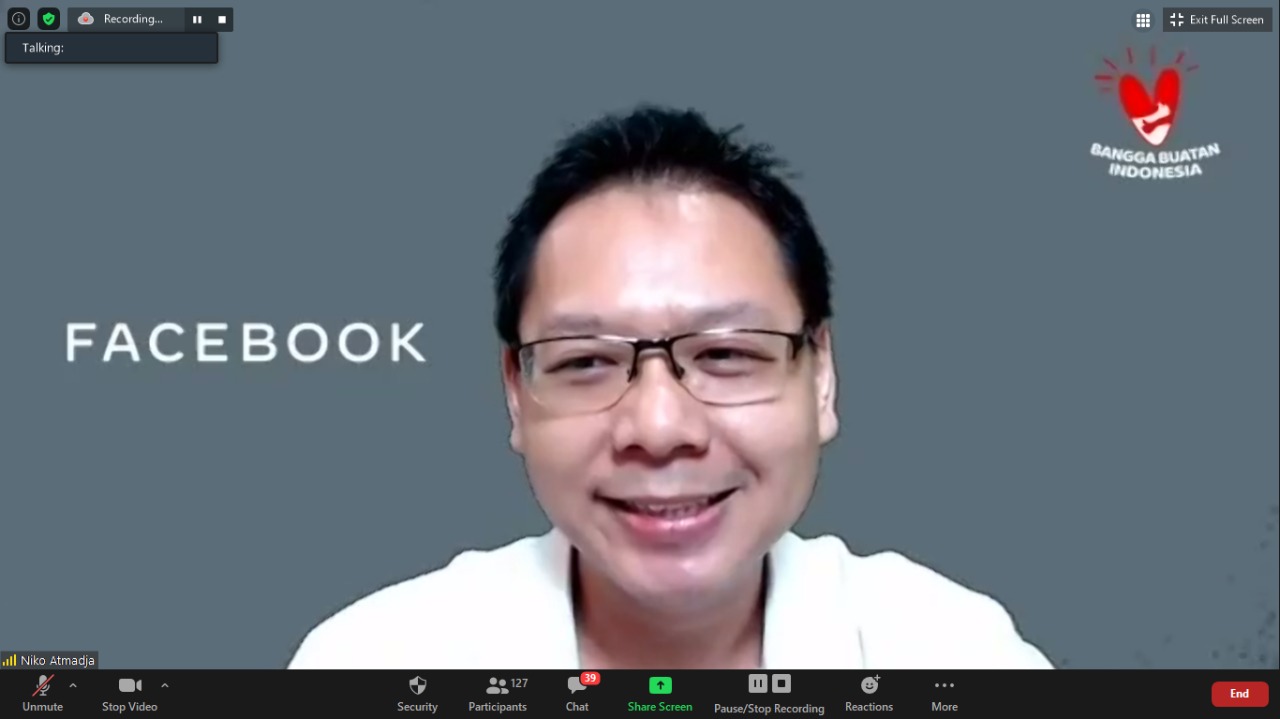 Recording...
Exit Full Screen
Talking:
BANGGA BUATAN
INDONESIA
FACEBOOK
Niko Atmadja
Unmute
Stop Video
Security
127
Participants
39
Chat
Share Screen
Pause/Stop Recording
Reactions
More
End